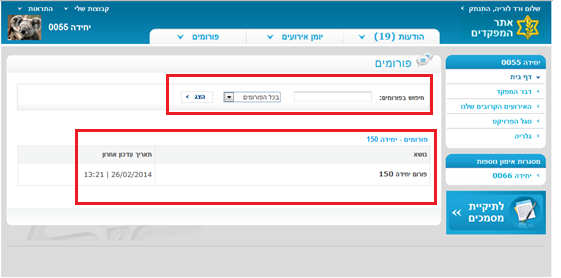 שלום ורד לוריה, התנתק
קבוצות שלי
התראות
אתר
המפקדים
הודעות (19)
יומן אירועים
פורומים
יחידה 0055
יחידה 0055
דף בית
דבר המפקד
האירועים הקרובים שלנו
סגל הפרויקט
גלריה
מסגרות אימון נוספות
יחידה 0066
לתיקיית
מסמכים
פורומים
חיפוש בפורומים:
בכל הפורומים
הצג
פורומים - יחידה 150
נושא
תאריך עדכון אחרון
פורום יחידה 150
26/02/2014 | 13:21